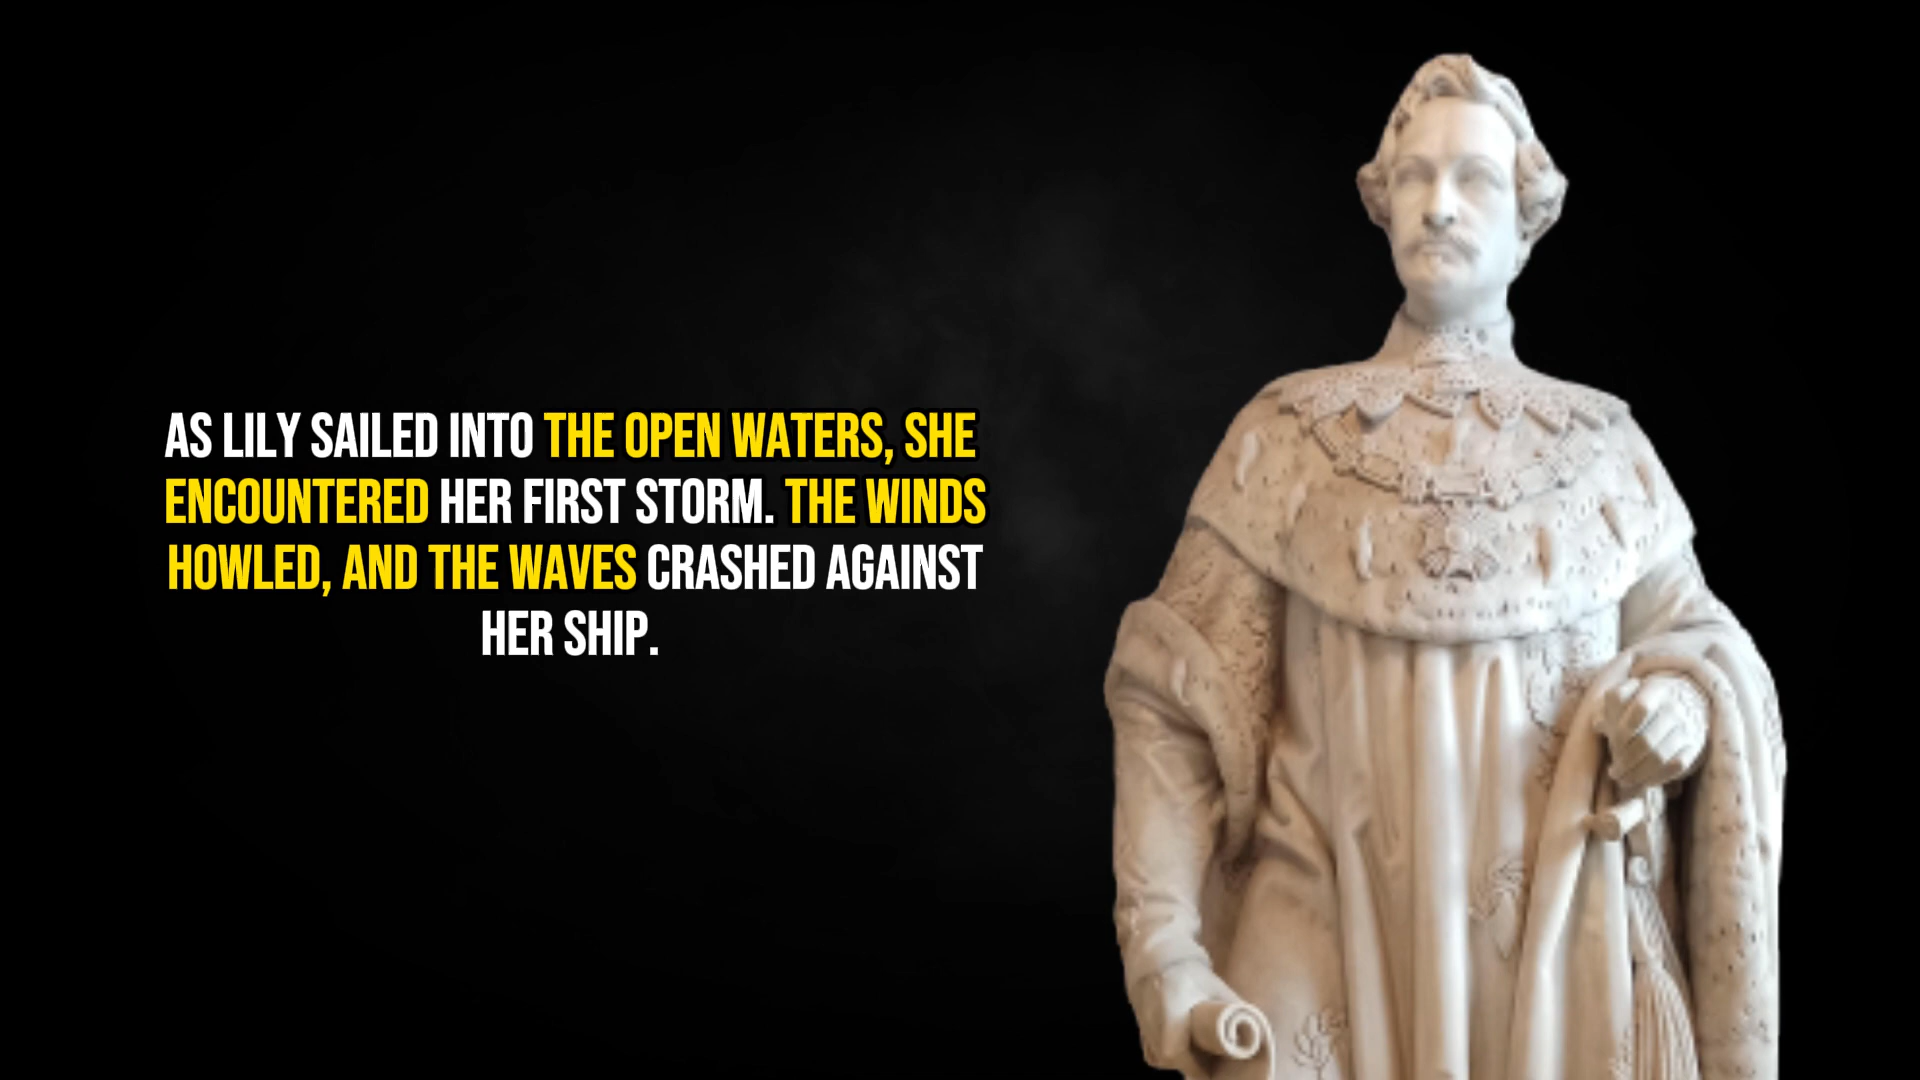 AS LILY SAILED INTO THE OPEN WATERS, SHE
ENCOUNTERED HER FIRST STORM. THE WINDS
HOWLED, AND THE WAVES CRASHED AGAINST
HER SHIP.